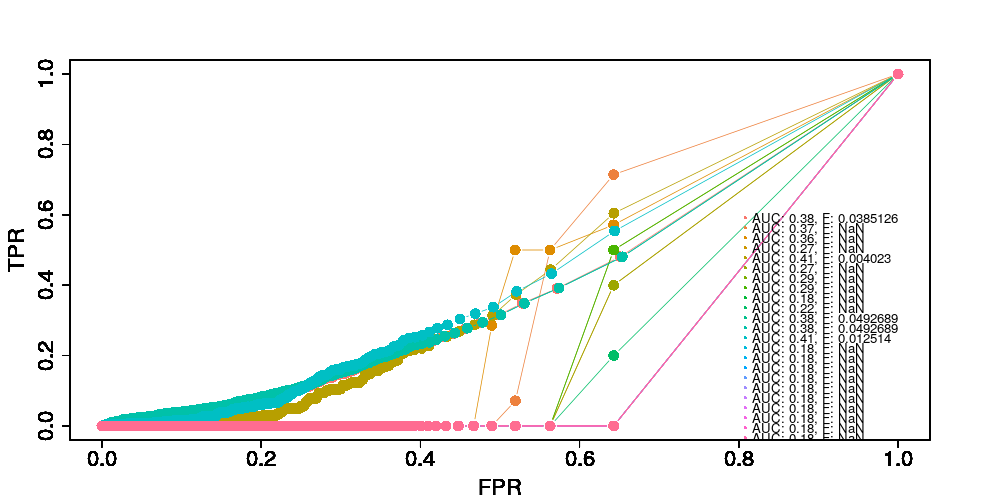 1.0
0.8
0.6
0.4
0.2
0.0
TPR
0.0
0.2
0.4
0.6
0.8
1.0
FPR
AUC: 0.38, E: 0.0385126
AUC: 0.37, E: NaN
AUC: 0.36, E: NaN
AUC: 0.27, E: NaN
AUC: 0.41, E: 0.004023
AUC: 0.27, E: NaN
AUC: 0.29, E: NaN
AUC: 0.29, E: NaN
AUC: 0.18, E: NaN
AUC: 0.22, E: NaN
AUC: 0.38, E: 0.0492689
AUC: 0.38, E: 0.0492689
AUC: 0.41, E: 0.012514
AUC: 0.18, E: NaN
AUC: 0.18, E: NaN
AUC: 0.18, E: NaN
AUC: 0.18, E: NaN
AUC: 0.18, E: NaN
AUC: 0.18, E: NaN
AUC: 0.18, E: NaN
AUC: 0.18, E: NaN
AUC: 0.18, E: NaN